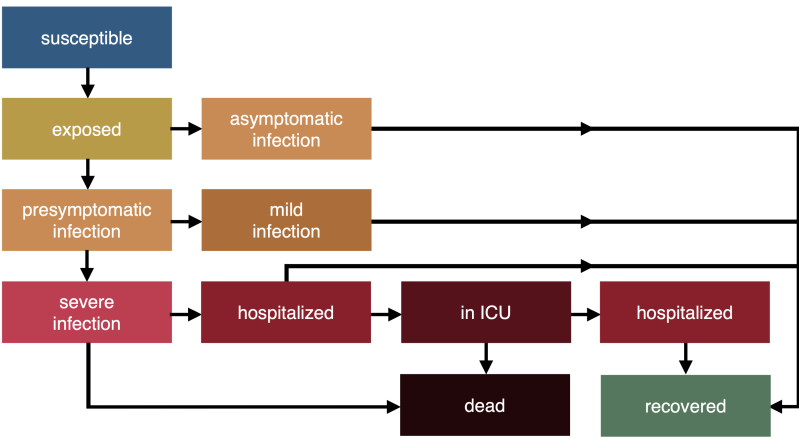 susceptible
exposed
asymptomatic
infection
presymptomatic
infection
mild
infection
severe
infection
hospitalized
in ICU
hospitalized
dead
recovered